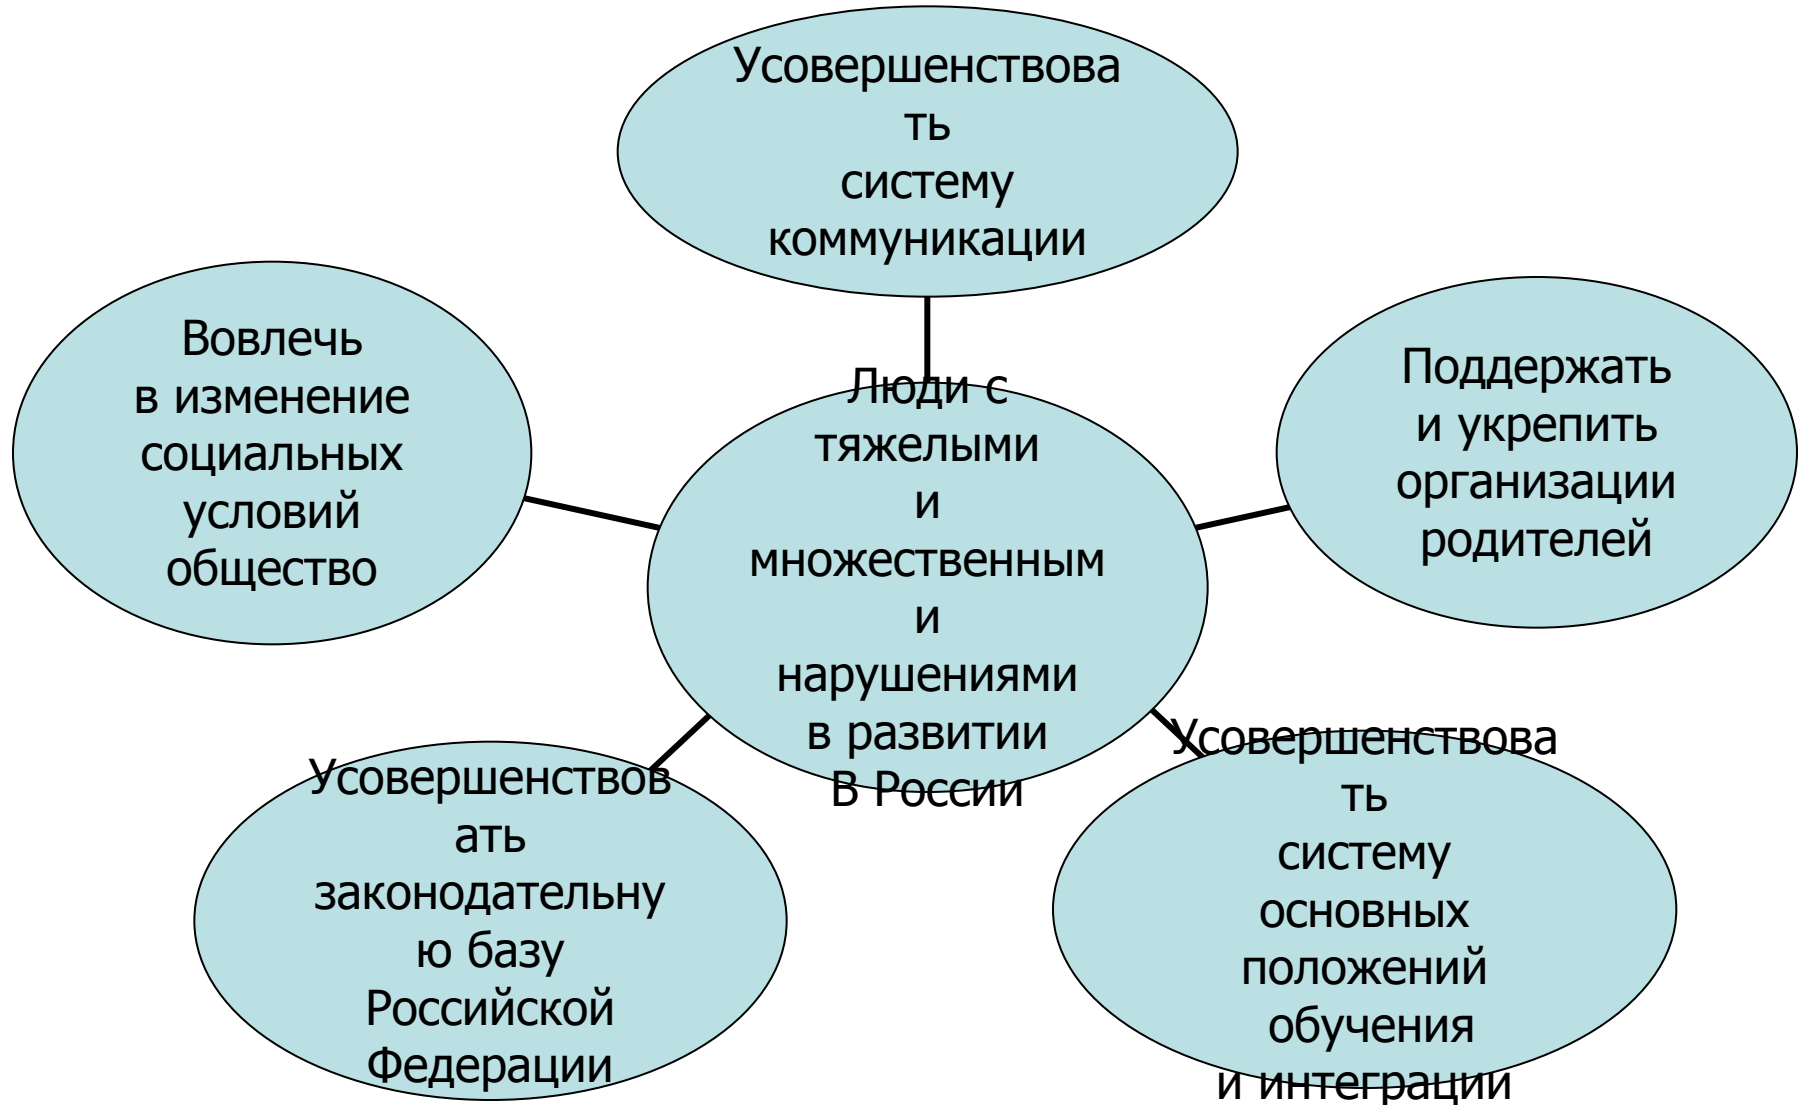 Усовершенствова
ть
систему
коммуникации
Вовлечь
в изменение
социальных
условий
общество
Люди с
тяжелыми
и
множественным
и
нарушениями
в развитии
В России
Поддержать
и укрепить
организации
родителей
Усовершенствов
ать
законодательну
ю базу
Российской
Федерации
Усовершенствова
ть
систему
основных
положений
обучения
и интеграции